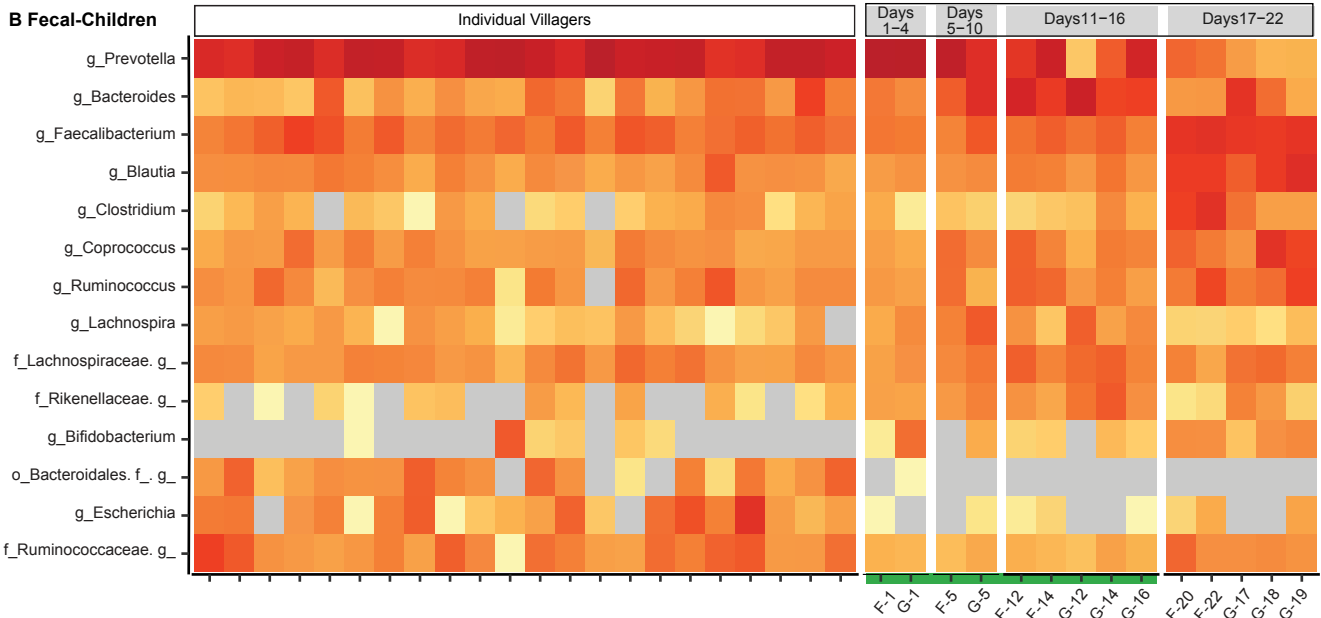 B Fecal-Children
Individual Villagers
Days
1−4
Days
5−10
Days11−16
Days17−22
g_Prevotella
g_Bacteroides
g_Faecalibacterium
g_Blautia
g_Clostridium
g_Coprococcus
g_Ruminococcus
g_Lachnospira
f_Lachnospiraceae. g_
f_Rikenellaceae. g_
g_Bifidobacterium
o_Bacteroidales. f_. g_
g_Escherichia
f_Ruminococcaceae. g_
F-1 G-1 F-5 G-5 F-12 F-14 G-12 G-14 G-16 F-20 F-22 G-17 G-18 G-19